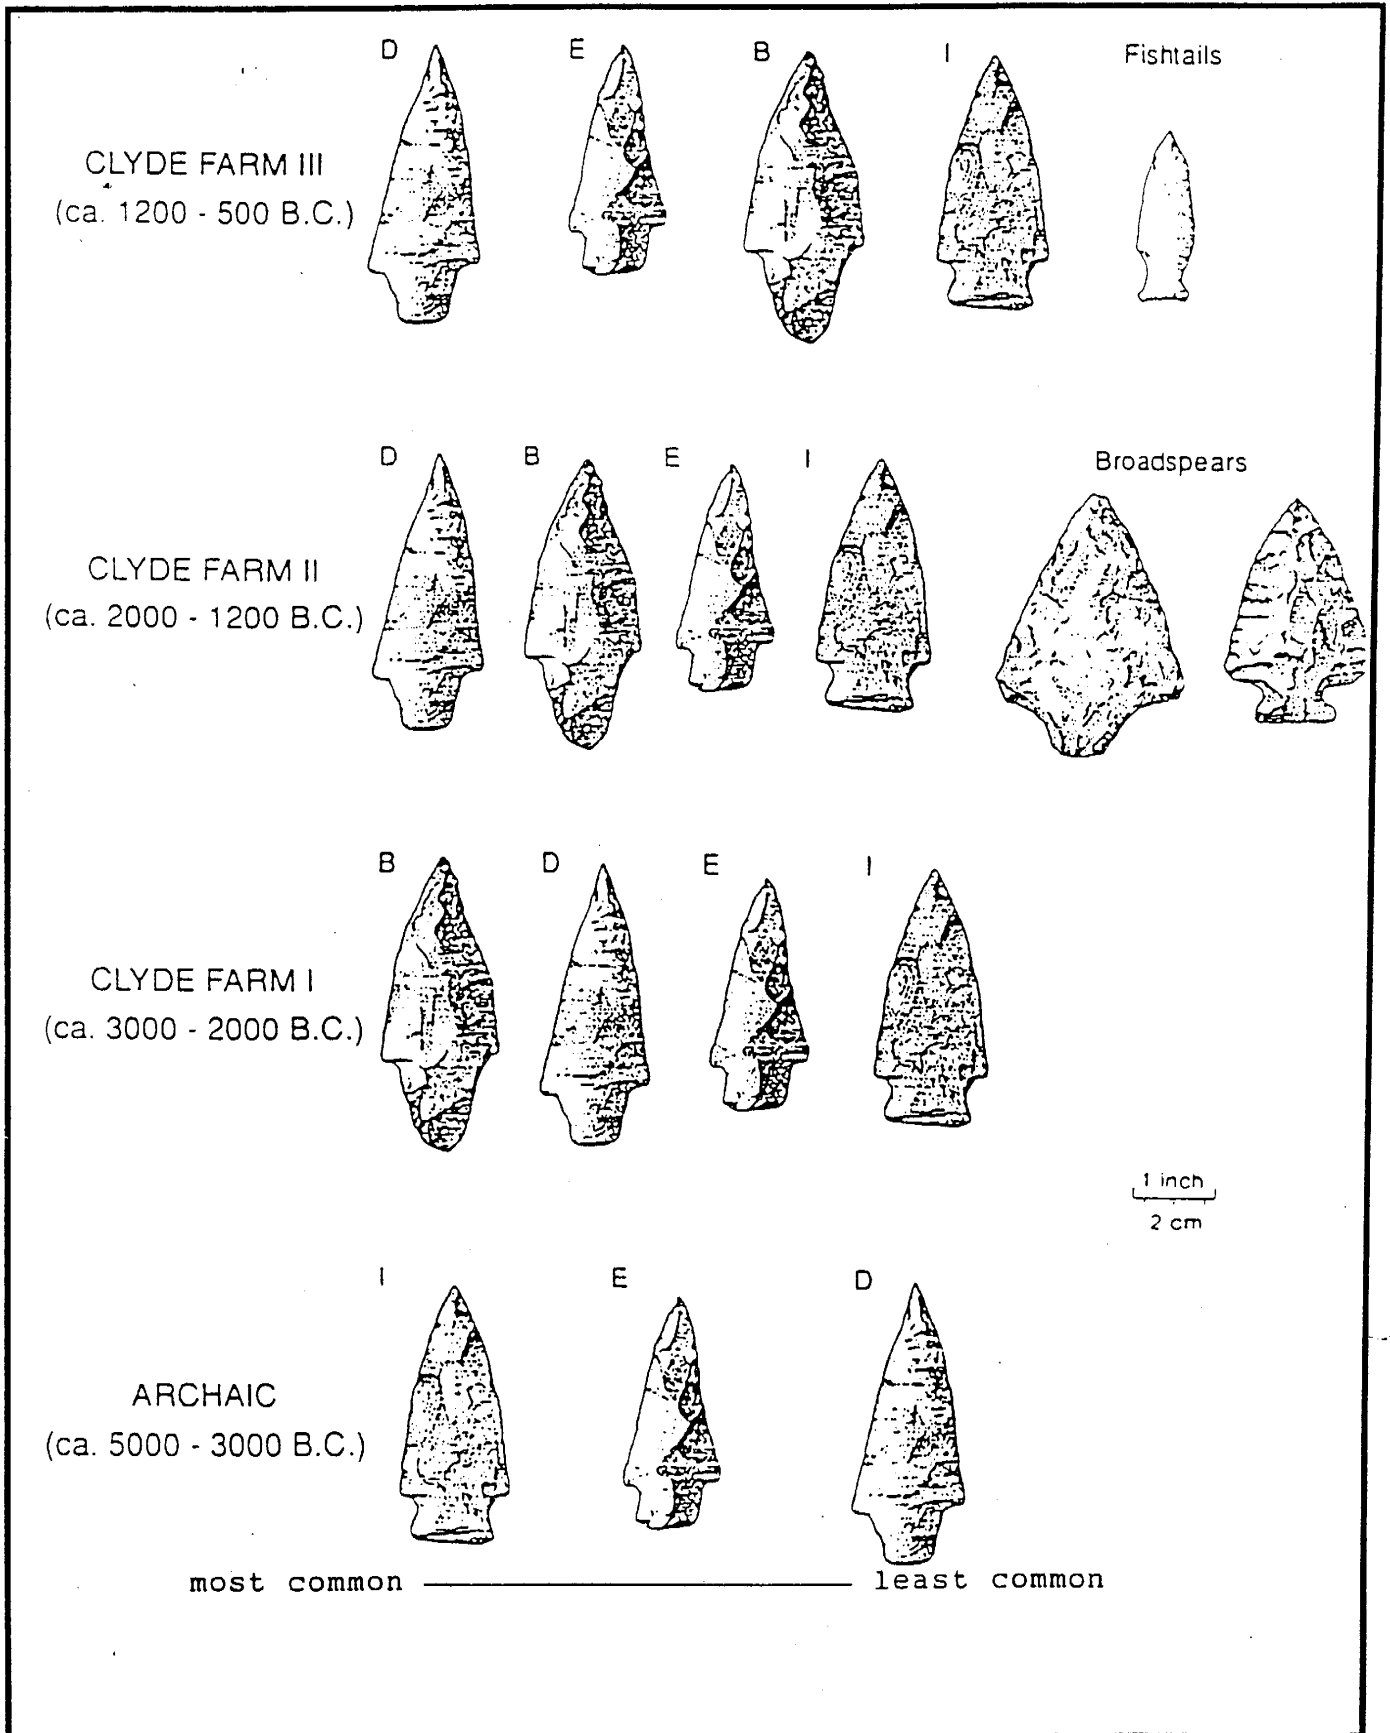 D E B I Fishtails
CLYDE FARM III
(ca. 1200 - 500 B.C.)
D B E I Broadspears
CLYDE FARM II
(ca. 2000 - 1200 B.C.)
B D E I
CLYDE FARM I
(ca. 3000 - 2000 B.C.)
1 inch
2 cm
I E D
ARCHAIC
(ca. 5000 - 3000 B.C.)
most common least common